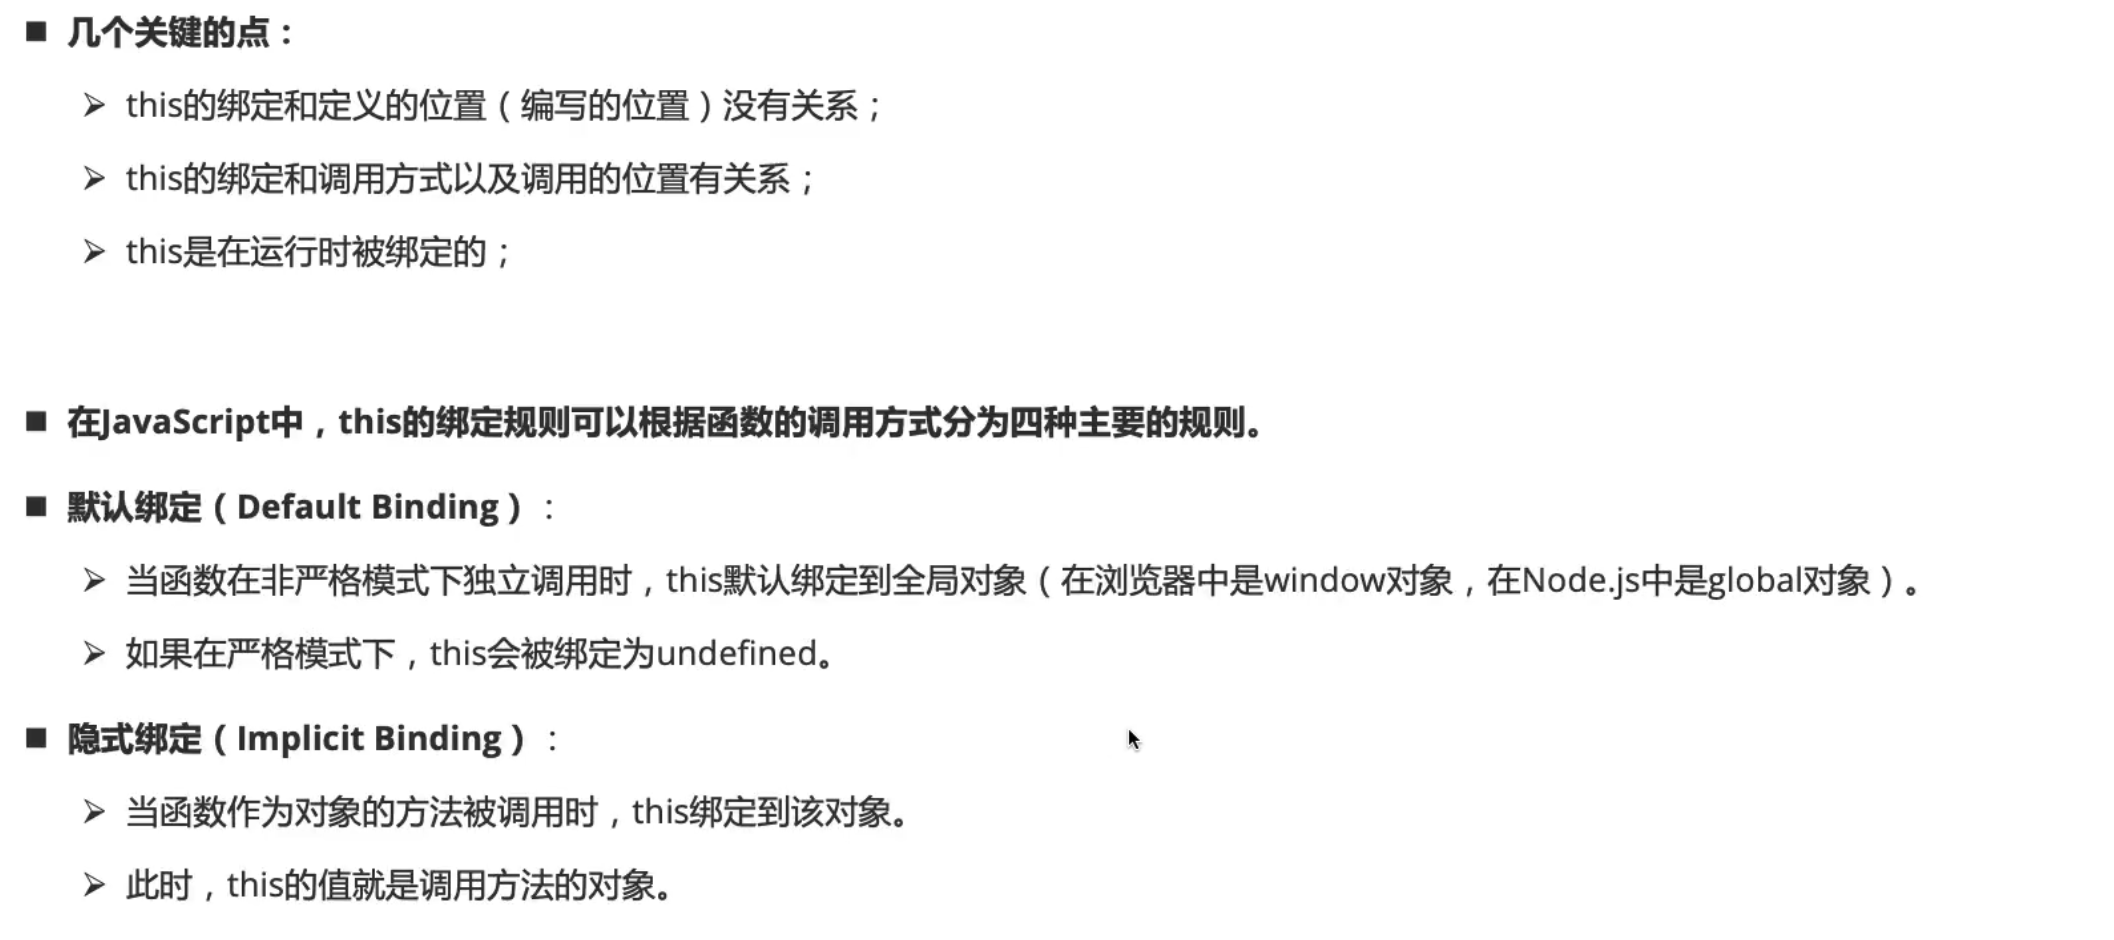 ■ 几个关键的点：
➢ this的绑定和定义的位置（编写的位置）没有关系；
➢ this的绑定和调用方式以及调用的位置有关系；
➢ this是在运行时被绑定的；
■ 在JavaScript中，this的绑定规则可以根据函数的调用方式分为四种主要的规则。
■ 默认绑定（Default Binding）：
➢ 当函数在非严格模式下独立调用时，this默认绑定到全局对象（在浏览器中是window对象，在Node.js中是global对象）。
➢ 如果在严格模式下，this会被绑定为undefined。
■ 隐式绑定（Implicit Binding）：
➢ 当函数作为对象的方法被调用时，this绑定到该对象。
➢ 此时，this的值就是调用方法的对象。